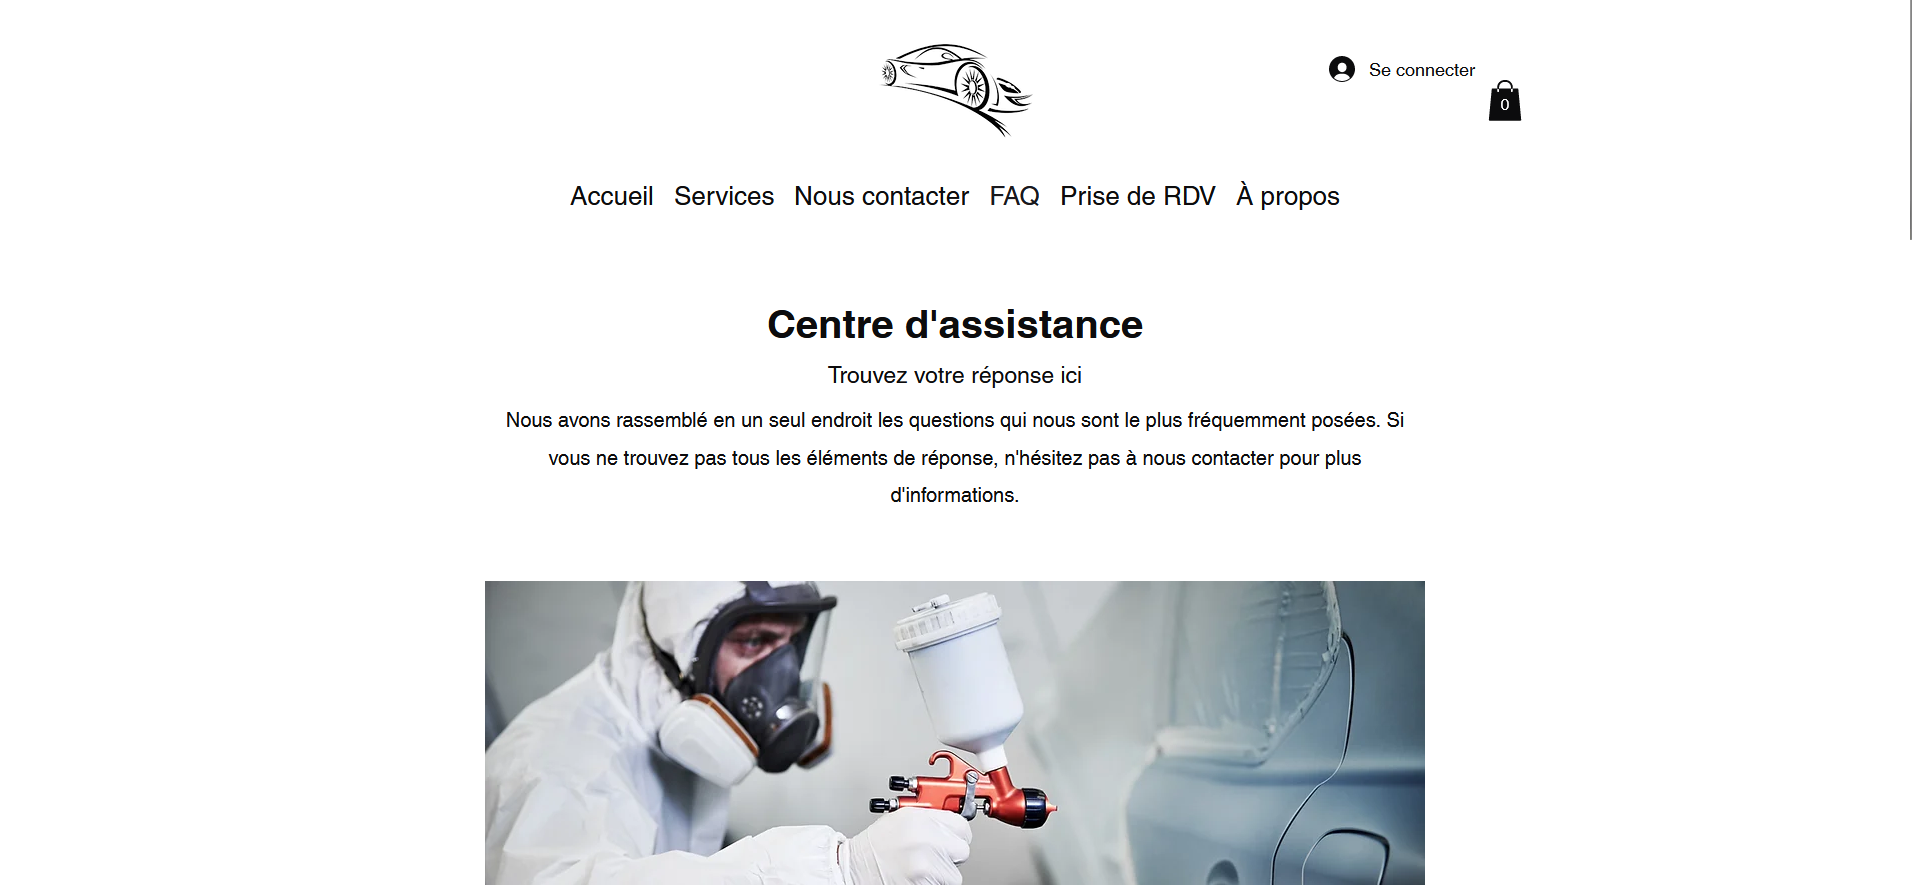 Se connecter
0
Accueil Services Nous contacter FAQ Prise de RDV À propos
Centre d'assistance
Trouvez votre réponse ici
Nous avons rassemblé en un seul endroit les questions qui nous sont le plus fréquemment posées. Si
vous ne trouvez pas tous les éléments de réponse, n'hésitez pas à nous contacter pour plus
d'informations.